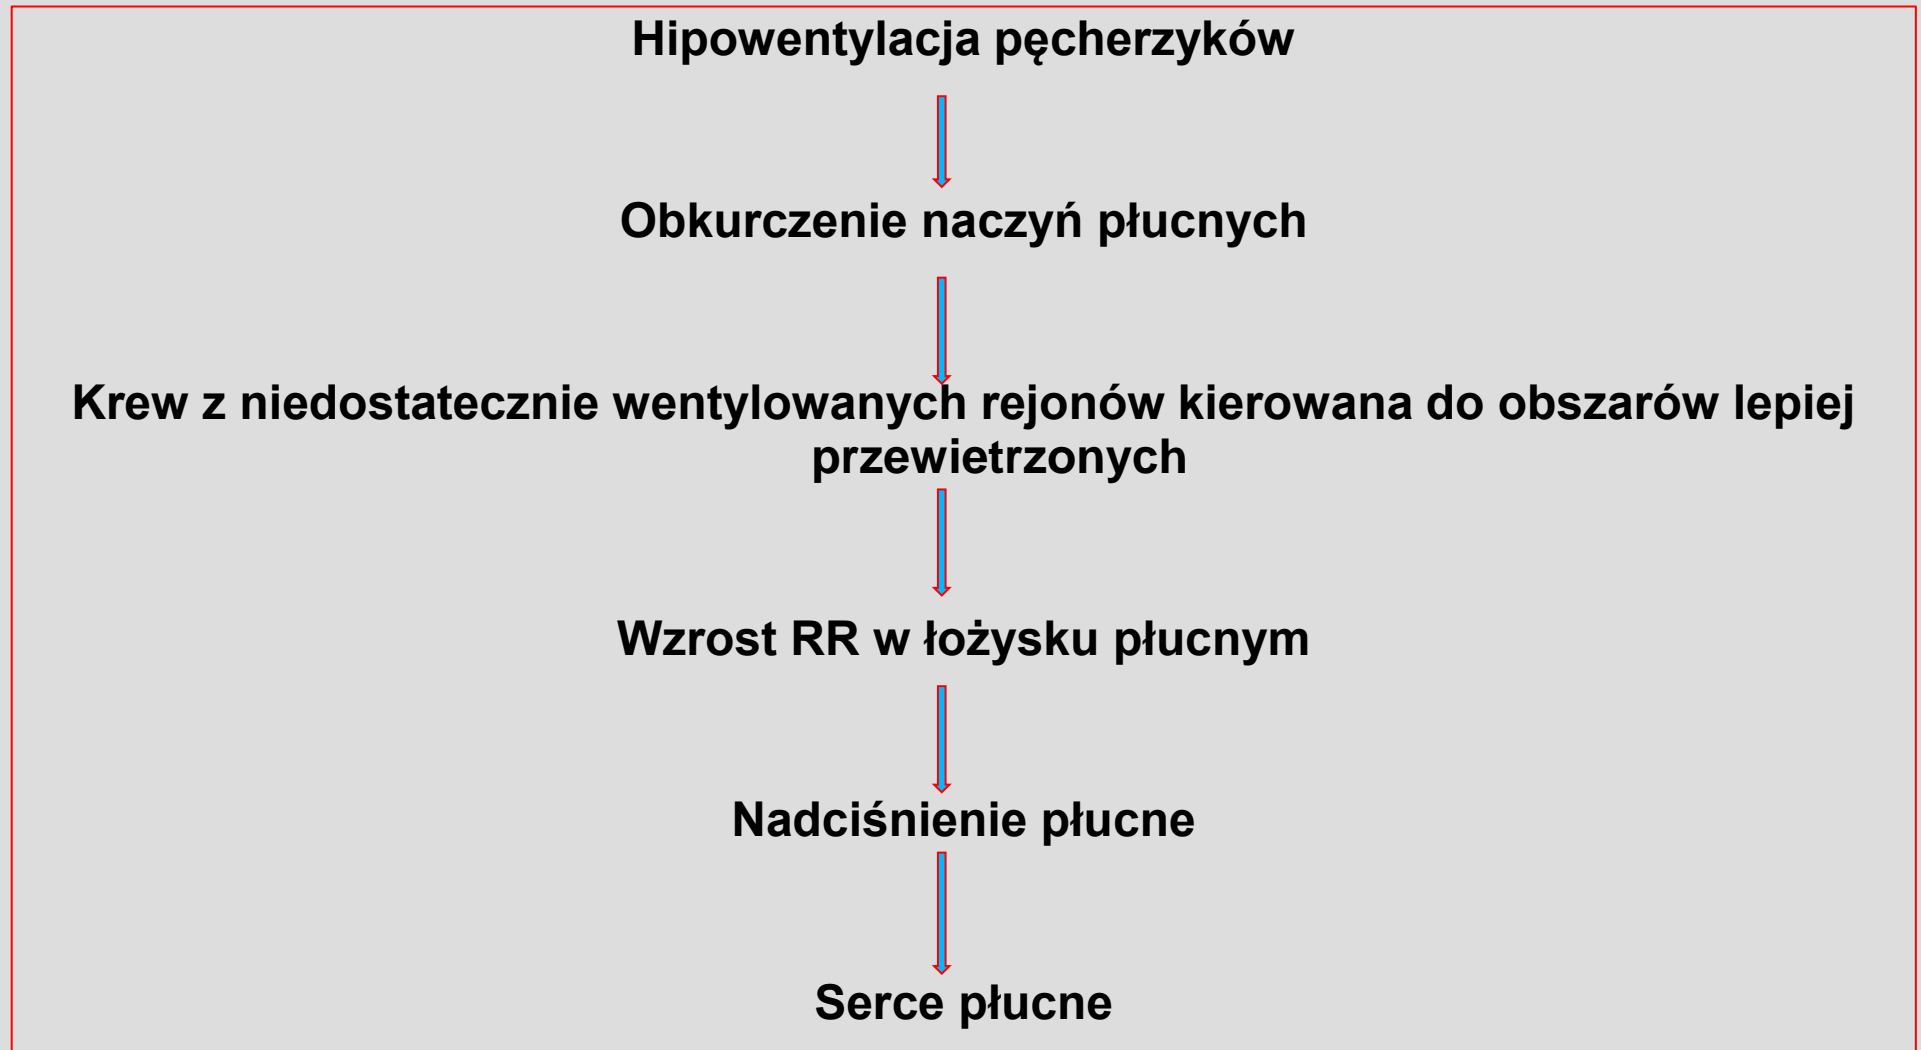 Hipowentylacja pęcherzyków
Obkurczenie naczyń płucnych
Krew z niedostatecznie wentylowanych rejonów kierowana do obszarów lepiej
przewietrzonych
Wzrost RR w łożysku płucnym
Nadciśnienie płucne
Serce płucne